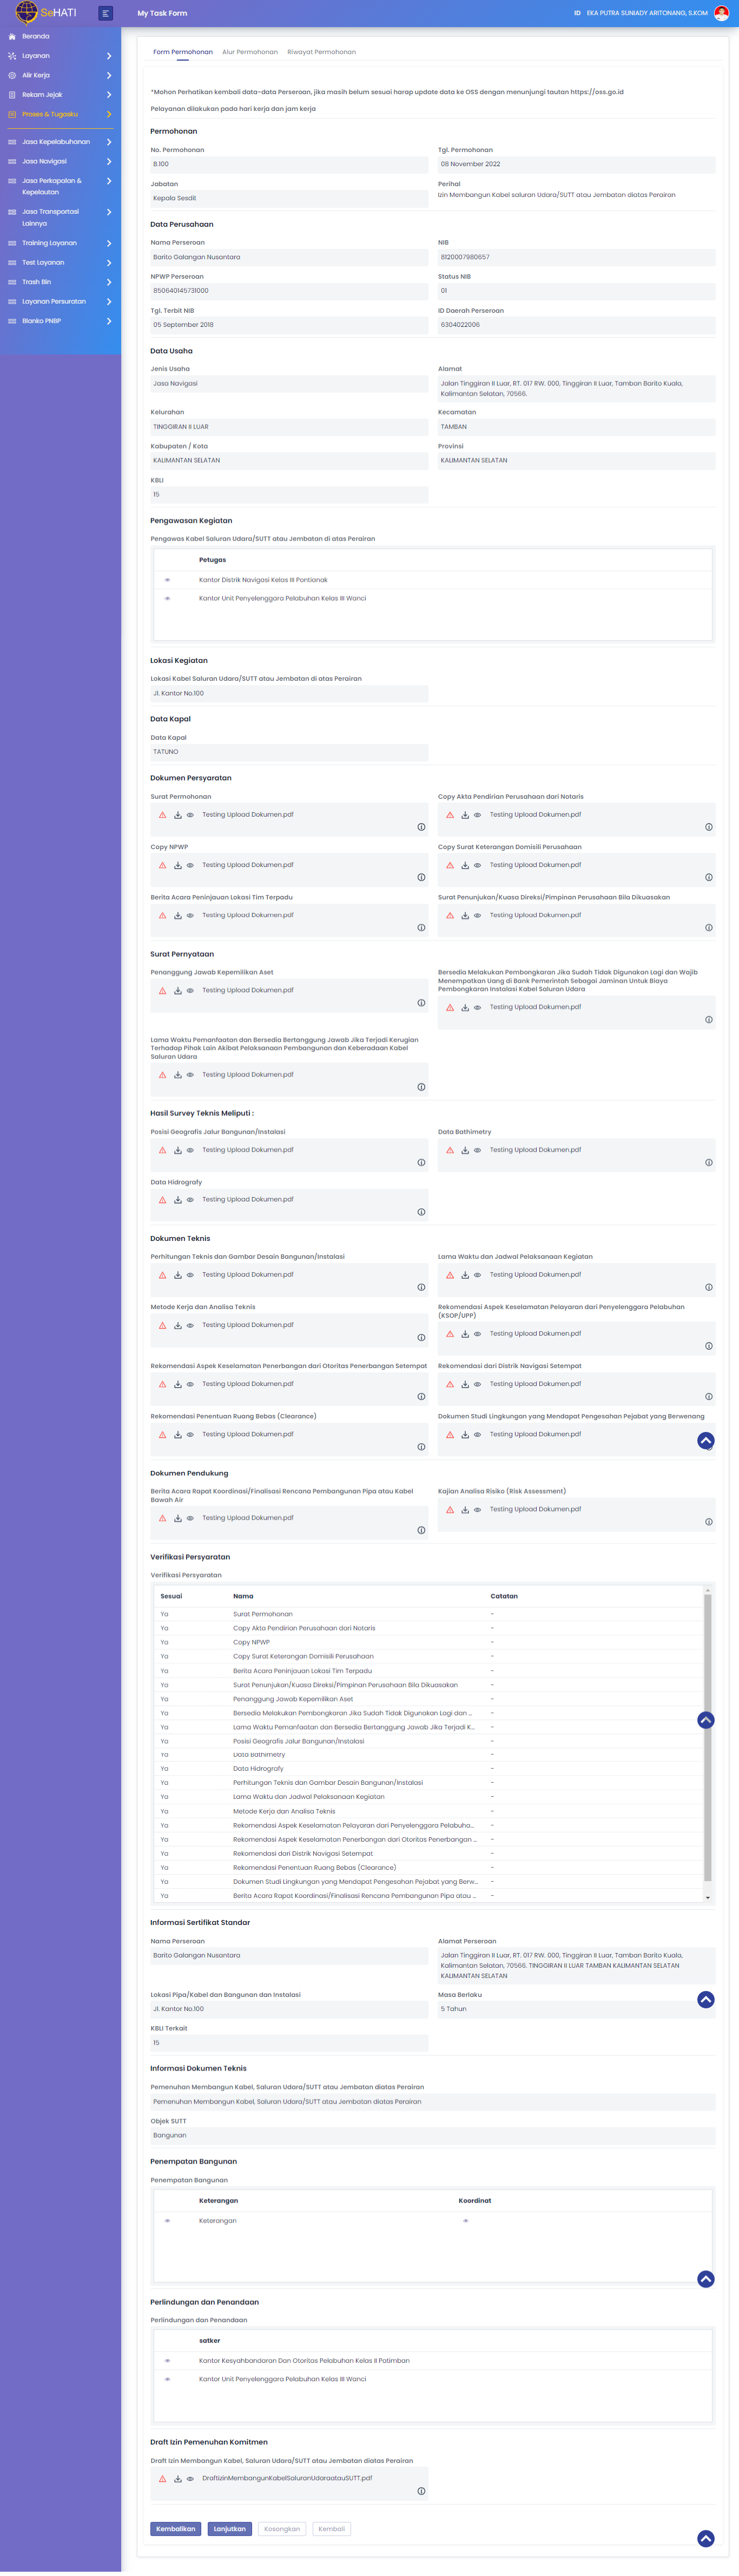 SeHATI
My Task Form
ID EKA PUTRA SUNIADY ARITONANG, S.KOM
Beranda
Layanan
Alir Kerja
Rekam Jejak
Proses & Tugasku
Jasa Kepelabuhanan
Jasa Navigasi
Jasa Perkapalan &
Kepelautan
Jasa Transportasi
Lainnya
Training Layanan
Test Layanan
Trash Bin
Layanan Persuratan
Blanko PNBP
Form Permohonan Alur Permohonan Riwayat Permohonan
*Mohon Perhatikan kembali data-data Perseroan, jika masih belum sesuai harap update data ke OSS dengan menunjungi tautan https://oss.go.id
Pelayanan dilakukan pada hari kerja dan jam kerja
Permohonan
No. Permohonan
B.100
Tgl. Permohonan
08 November 2022
Jabatan
Kepala Sesdit
Perihal
Izin Membangun Kabel saluran Udara/SUTT atau Jembatan diatas Perairan
Data Perusahaan
Nama Perseroan
Barito Galangan Nusantara
NIB
8120007980657
NPWP Perseroan
850640145731000
Status NIB
01
Tgl. Terbit NIB
05 September 2018
ID Daerah Perseroan
6304022006
Data Usaha
Jenis Usaha
Jasa Navigasi
Alamat
Jalan Tinggiran II Luar, RT. 017 RW. 000, Tinggiran II Luar, Tamban Barito Kuala,
Kalimantan Selatan, 70566.
Kelurahan
TINGGIRAN II LUAR
Kecamatan
TAMBAN
Kabupaten / Kota
KALIMANTAN SELATAN
Provinsi
KALIMANTAN SELATAN
KBLI
15
Pengawasan Kegiatan
Pengawas Kabel Saluran Udara/SUTT atau Jembatan di atas Perairan
Petugas
Kantor Distrik Navigasi Kelas III Pontianak
Kantor Unit Penyelenggara Pelabuhan Kelas III Wanci
Lokasi Kegiatan
Lokasi Kabel Saluran Udara/SUTT atau Jembatan di atas Perairan
Jl. Kantor No.100
Data Kapal
Data Kapal
TATUNO
Dokumen Persyaratan
Surat Permohonan
Testing Upload Dokumen.pdf
Copy Akta Pendirian Perusahaan dari Notaris
Testing Upload Dokumen.pdf
Copy NPWP
Testing Upload Dokumen.pdf
Copy Surat Keterangan Domisili Perusahaan
Testing Upload Dokumen.pdf
Berita Acara Peninjauan Lokasi Tim Terpadu
Testing Upload Dokumen.pdf
Surat Penunjukan/Kuasa Direksi/Pimpinan Perusahaan Bila Dikuasakan
Testing Upload Dokumen.pdf
Surat Pernyataan
Penanggung Jawab Kepemilikan Aset
Testing Upload Dokumen.pdf
Bersedia Melakukan Pembongkaran Jika Sudah Tidak Digunakan Lagi dan Wajib
Menempatkan Uang di Bank Pemerintah Sebagai Jaminan Untuk Biaya
Pembongkaran Instalasi Kabel Saluran Udara
Testing Upload Dokumen.pdf
Lama Waktu Pemanfaatan dan Bersedia Bertanggung Jawab Jika Terjadi Kerugian
Terhadap Pihak Lain Akibat Pelaksanaan Pembangunan dan Keberadaan Kabel
Saluran Udara
Testing Upload Dokumen.pdf
Hasil Survey Teknis Meliputi :
Posisi Geografis Jalur Bangunan/Instalasi
Testing Upload Dokumen.pdf
Data Bathimetry
Testing Upload Dokumen.pdf
Data Hidrografy
Testing Upload Dokumen.pdf
Dokumen Teknis
Perhitungan Teknis dan Gambar Desain Bangunan/Instalasi
Testing Upload Dokumen.pdf
Lama Waktu dan Jadwal Pelaksanaan Kegiatan
Testing Upload Dokumen.pdf
Metode Kerja dan Analisa Teknis
Testing Upload Dokumen.pdf
Rekomendasi Aspek Keselamatan Pelayaran dari Penyelenggara Pelabuhan
(KSOP/UPP)
Testing Upload Dokumen.pdf
Rekomendasi Aspek Keselamatan Penerbangan dari Otoritas Penerbangan Setempat
Testing Upload Dokumen.pdf
Rekomendasi dari Distrik Navigasi Setempat
Testing Upload Dokumen.pdf
Rekomendasi Penentuan Ruang Bebas (Clearance)
Testing Upload Dokumen.pdf
Dokumen Studi Lingkungan yang Mendapat Pengesahan Pejabat yang Berwenang
Testing Upload Dokumen.pdf
Dokumen Pendukung
Berita Acara Rapat Koordinasi/Finalisasi Rencana Pembangunan Pipa atau Kabel
Bawah Air
Testing Upload Dokumen.pdf
Kajian Analisa Risiko (Risk Assessment)
Testing Upload Dokumen.pdf
Verifikasi Persyaratan
Verifikasi Persyaratan
Sesuai Nama Catatan
Ya Surat Permohonan -
Ya Copy Akta Pendirian Perusahaan dari Notaris -
Ya Copy NPWP -
Ya Copy Surat Keterangan Domisili Perusahaan -
Ya Berita Acara Peninjauan Lokasi Tim Terpadu -
Ya Surat Penunjukan/Kuasa Direksi/Pimpinan Perusahaan Bila Dikuasakan -
Ya Penanggung Jawab Kepemilikan Aset -
Ya Bersedia Melakukan Pembongkaran Jika Sudah Tidak Digunakan Lagi dan ... -
Ya Lama Waktu Pemanfaatan dan Bersedia Bertanggung Jawab Jika Terjadi K... -
Ya Posisi Geografis Jalur Bangunan/Instalasi -
Ya Data Bathimetry -
Ya Data Hidrografy -
Ya Perhitungan Teknis dan Gambar Desain Bangunan/Instalasi -
Ya Lama Waktu dan Jadwal Pelaksanaan Kegiatan -
Ya Metode Kerja dan Analisa Teknis -
Ya Rekomendasi Aspek Keselamatan Pelayaran dari Penyelenggara Pelabuha... -
Ya Rekomendasi Aspek Keselamatan Penerbangan dari Otoritas Penerbangan ... -
Ya Rekomendasi dari Distrik Navigasi Setempat -
Ya Rekomendasi Penentuan Ruang Bebas (Clearance) -
Ya Dokumen Studi Lingkungan yang Mendapat Pengesahan Pejabat yang Berw... -
Ya Berita Acara Rapat Koordinasi/Finalisasi Rencana Pembangunan Pipa atau ... -
Informasi Sertifikat Standar
Nama Perseroan
Barito Galangan Nusantara
Alamat Perseroan
Jalan Tinggiran II Luar, RT. 017 RW. 000, Tinggiran II Luar, Tamban Barito Kuala,
Kalimantan Selatan, 70566. TINGGIRAN II LUAR TAMBAN KALIMANTAN SELATAN
KALIMANTAN SELATAN
Lokasi Pipa/Kabel dan Bangunan dan Instalasi
Jl. Kantor No.100
Masa Berlaku
5 Tahun
KBLI Terkait
15
Informasi Dokumen Teknis
Pemenuhan Membangun Kabel, Saluran Udara/SUTT atau Jembatan diatas Perairan
Pemenuhan Membangun Kabel, Saluran Udara/SUTT atau Jembatan diatas Perairan
Objek SUTT
Bangunan
Penempatan Bangunan
Penempatan Bangunan
Keterangan Koordinat
Keterangan
Perlindungan dan Penandaan
Perlindungan dan Penandaan
satker
Kantor Kesyahbandaran Dan Otoritas Pelabuhan Kelas II Patimban
Kantor Unit Penyelenggara Pelabuhan Kelas III Wanci
Draft Izin Pemenuhan Komitmen
Draft Izin Membangun Kabel, Saluran Udara/SUTT atau Jembatan diatas Perairan
DraftIzinMembangunKabelSaluranUdaraatauSUTT.pdf
Kembalikan Lanjutkan Kosongkan Kembali